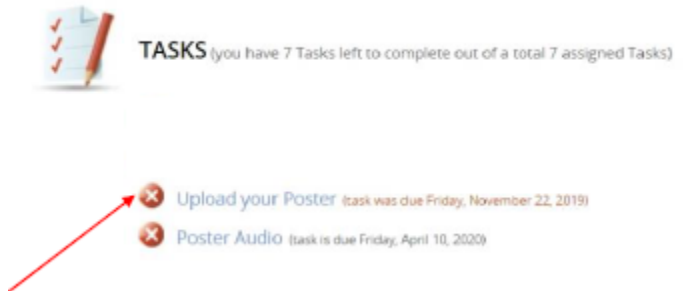 TASKS (you have 7 Tasks left to complete out of a total 7 assigned Tasks)
Upload your Poster (task was due Friday, November 22, 2019)
Poster Audio (task is due Friday, April 10, 2020)